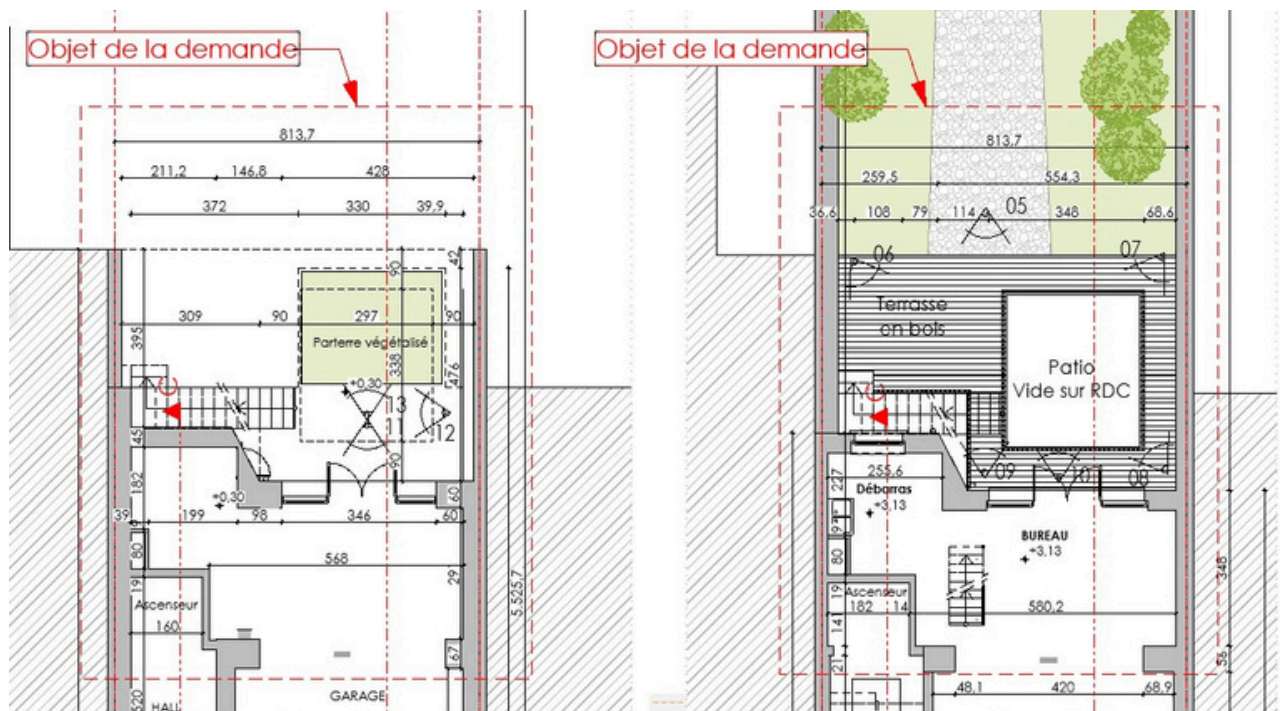 Objet de la demande
813,7
211,2 146,8 428
372 330 39,9
42
90
309 90 297 90
395
Parterre végétalisé
338
476
+0,30
13
11 12
45
90
182
+0,30
60
39 199 98 346 60
80
568
29
19
Ascenseur
160
5.525,7
67
520
HALL
GARAGE
Objet de la demande
813,7
259,5 554,3
36,6 108 79 114 05 348 68,6
06 07
Terrasse
en bois
Patio
Vide sur RDC
227
255,6
09 10 08
Débarras
+3,13
BUREAU
+3,13
80
348
19
Ascenseur
182 14
580,2
141
21
56
48,1 420 68,9